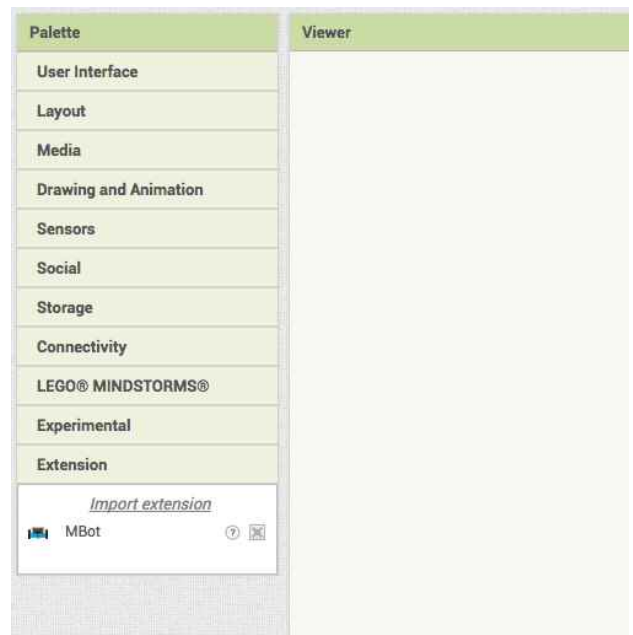 Palette
Viewer
User Interface
Layout
Media
Drawing and Animation
Sensors
Social
Storage
Connectivity
LEGO® MINDSTORMS®
Experimental
Extension
Import extension
MBot ?